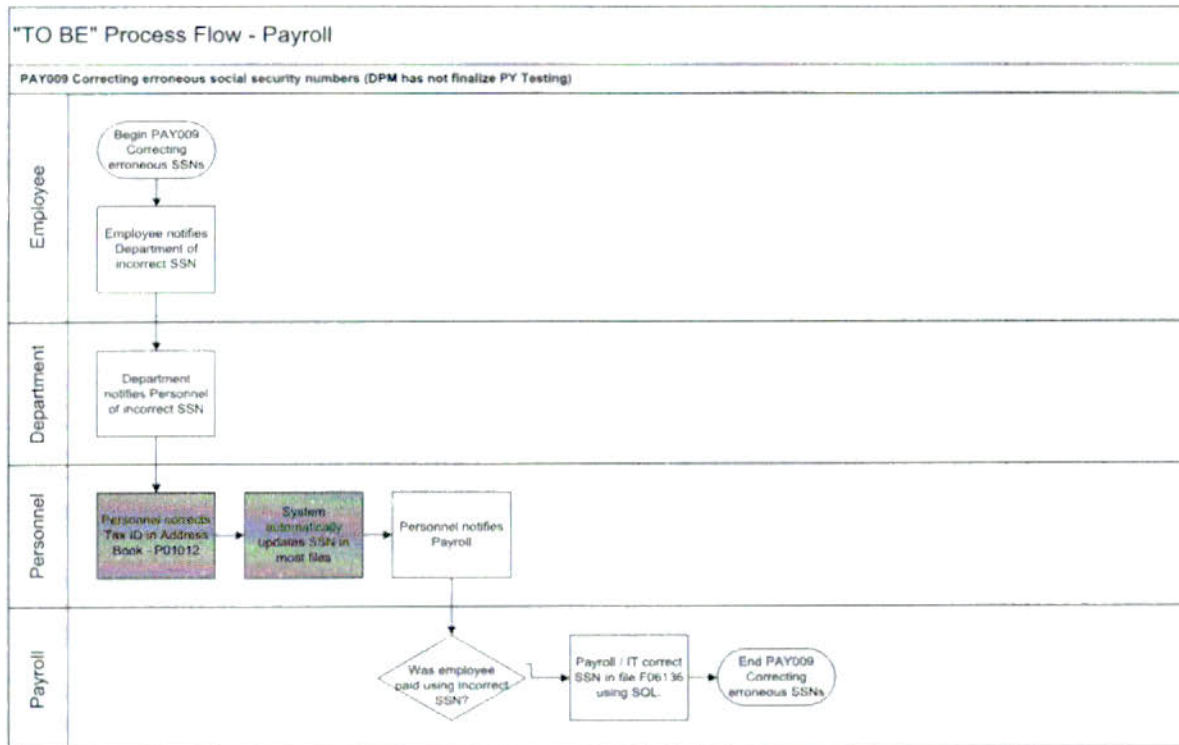 "TO BE" Process Flow - Payroll
PAY009 Correcting erroneous social security numbers (DPM has not finalize PY Testing)
Employee
Begin PAY009
Correcting
erroneous SSNs
Employee notifies
Department of
incorrect SSN
Department
Department
notifies Personnel
of incorrect SSN
Personnel
Personnel corrects
Tax ID in Address
Book - P01012
System
automatically
updates SSN in
most files
Personnel notifies
Payroll
Payroll
Was employee
paid using incorrect
SSN?
Payroll / IT correct
SSN in file F06136
using SQL.
End PAY009
Correcting
erroneous SSNs